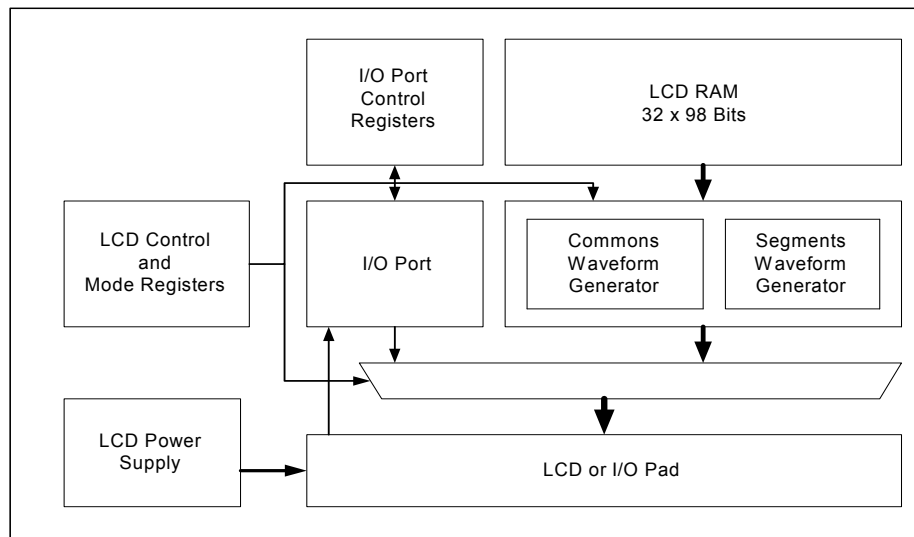 I/O Port
Control
Registers
LCD RAM
32 x 98 Bits
LCD Control
and
Mode Registers
I/O Port
Commons
Waveform
Generator
Segments
Waveform
Generator
LCD Power
Supply
LCD or I/O Pad